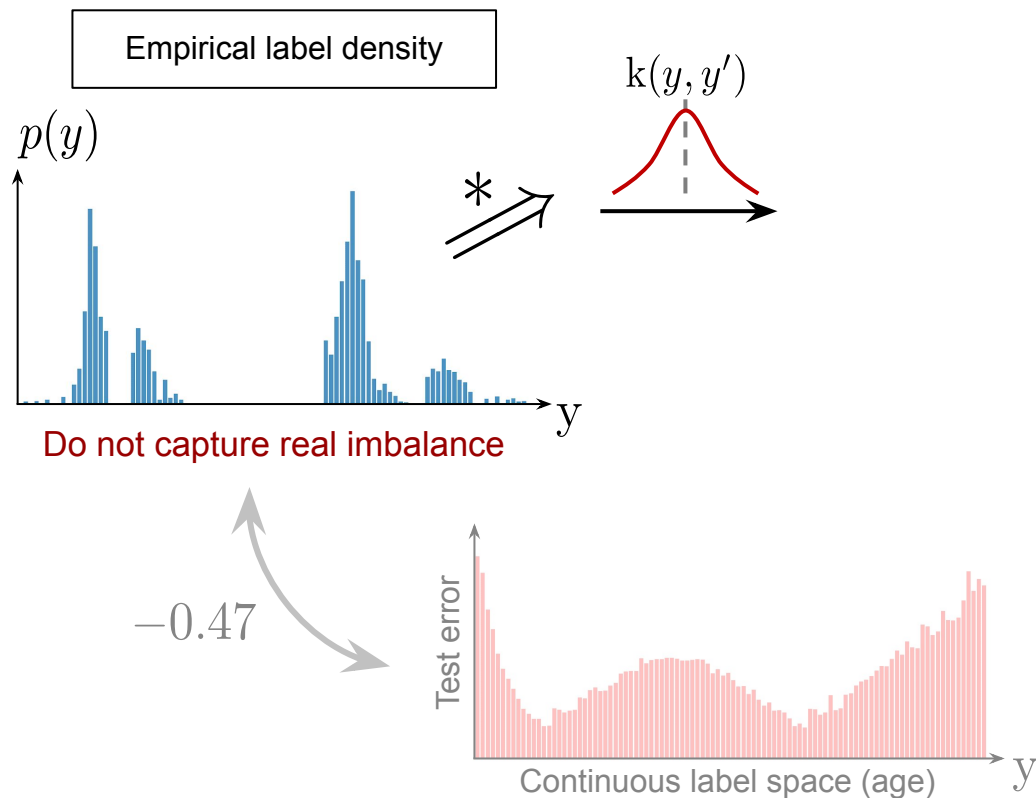 Empirical label density
k(y, y′)
p(y)
*
y
Do not capture real imbalance
−0.47
Test error
y
Continuous label space (age)